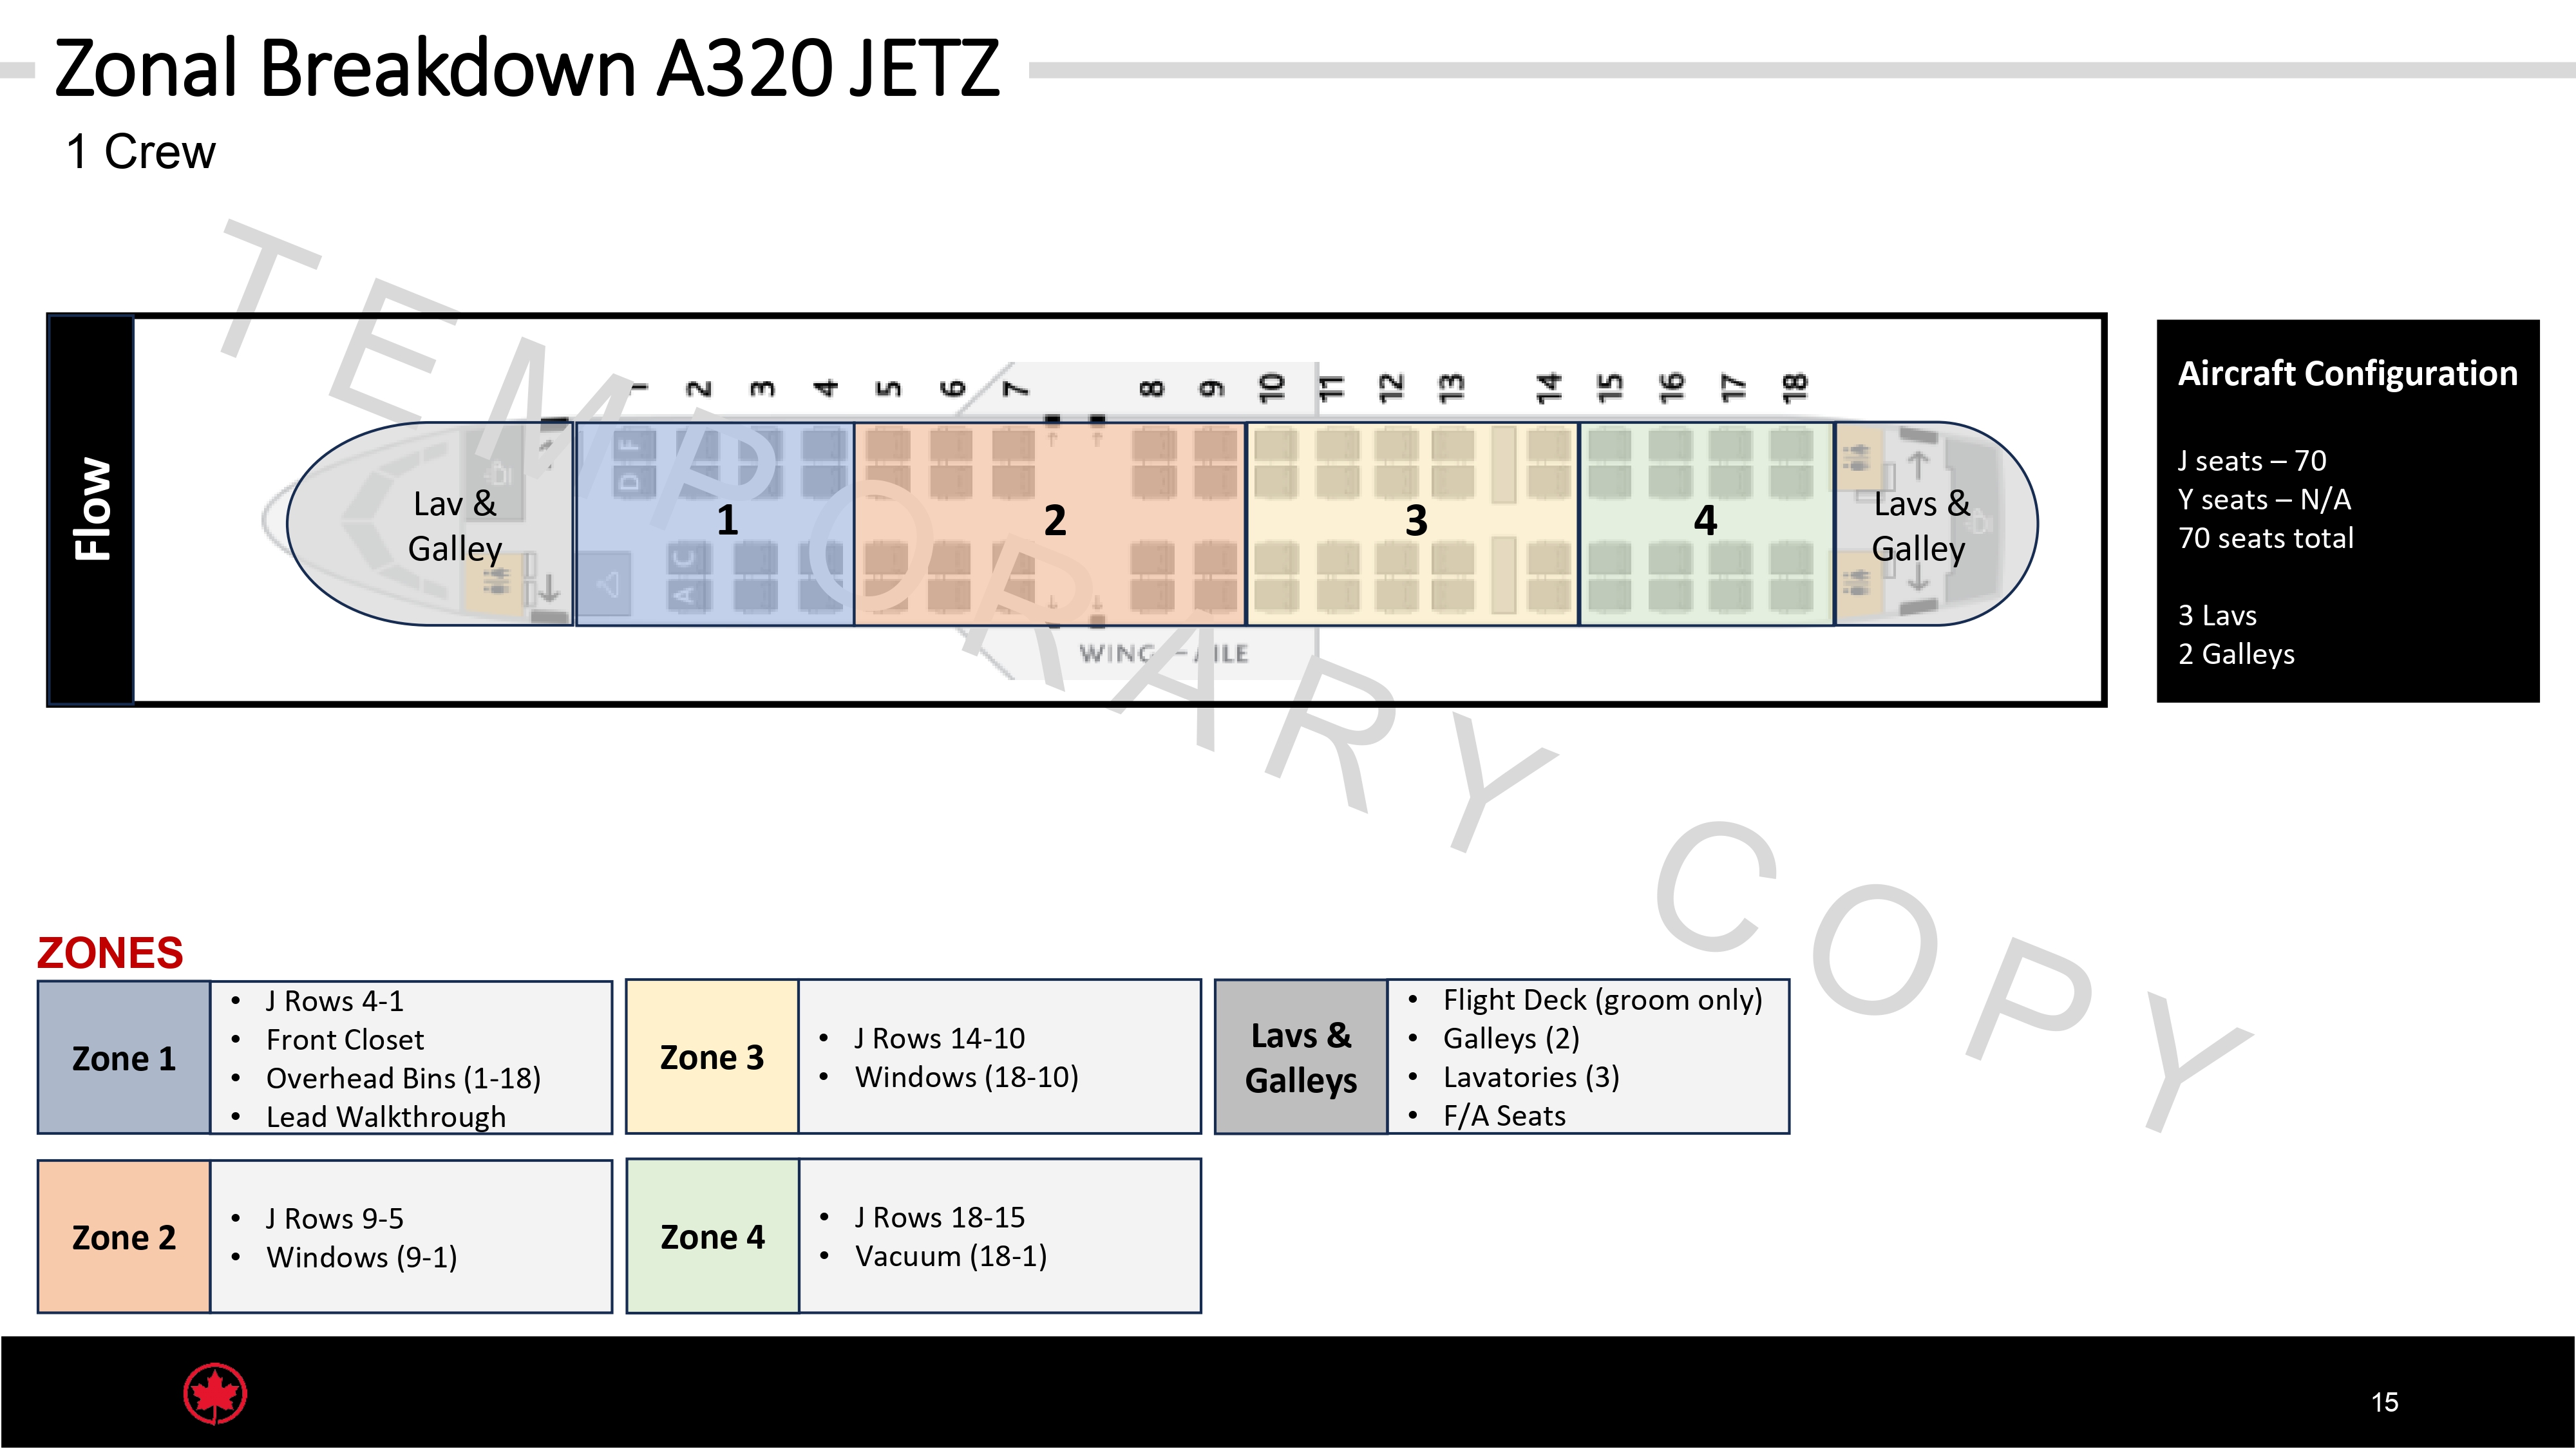 Zonal Breakdown A320 JETZ
1 Crew
TEMPORARY COPY
Flow
1 2 3 4 5 6 7 8 9 10 11 12 13 14 15 16 17 18
Lav &
Galley
D F
A C
1
2
3
4
Lavs &
Galley
WING – AILE
Aircraft Configuration
J seats – 70
Y seats – N/A
70 seats total
3 Lavs
2 Galleys
ZONES
Zone 1
• J Rows 4-1
• Front Closet
• Overhead Bins (1-18)
• Lead Walkthrough
Zone 2
• J Rows 9-5
• Windows (9-1)
Zone 3
• J Rows 14-10
• Windows (18-10)
Zone 4
• J Rows 18-15
• Vacuum (18-1)
Lavs &
Galleys
• Flight Deck (groom only)
• Galleys (2)
• Lavatories (3)
• F/A Seats
15